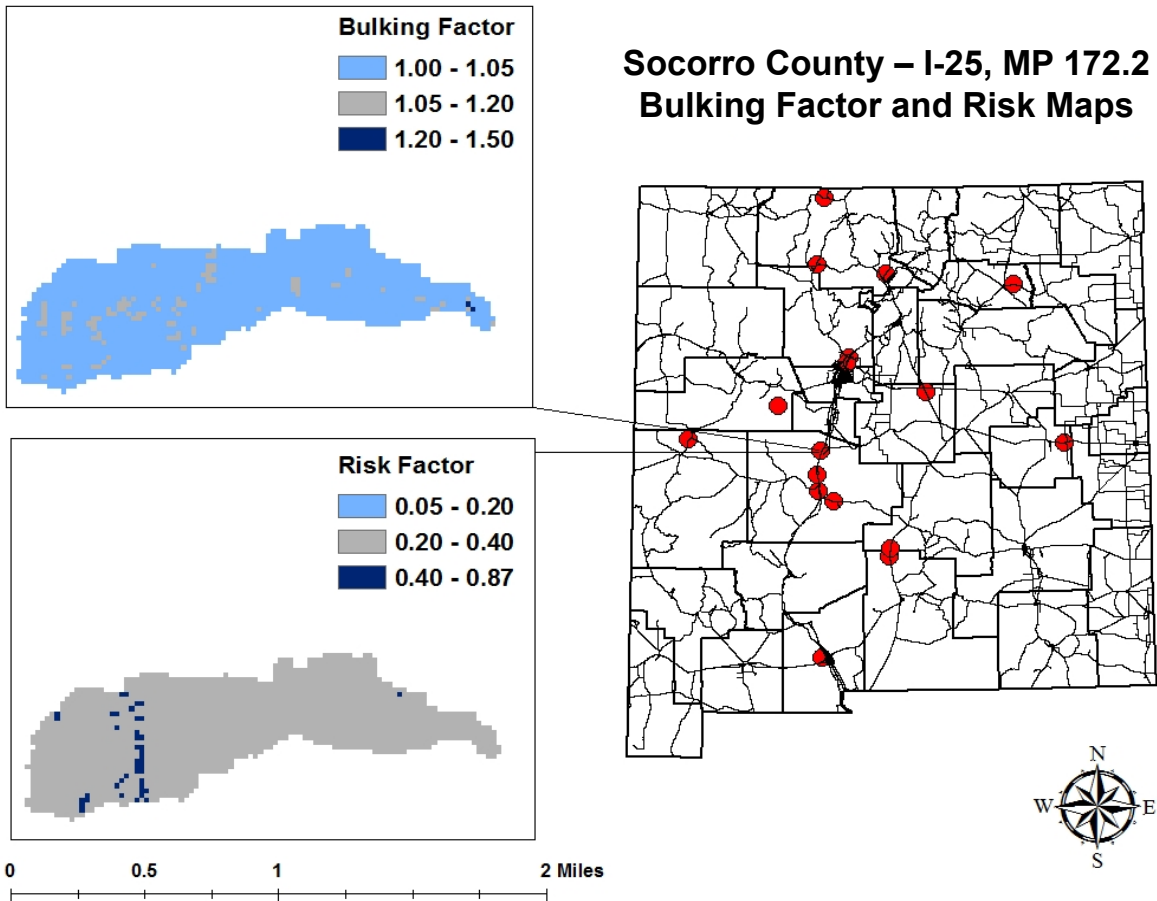 Socorro County – I-25, MP 172.2
Bulking Factor and Risk Maps
Bulking Factor
1.00 - 1.05
1.05 - 1.20
1.20 - 1.50
Risk Factor
0.05 - 0.20
0.20 - 0.40
0.40 - 0.87
N
W E
S
0 0.5 1 2 Miles